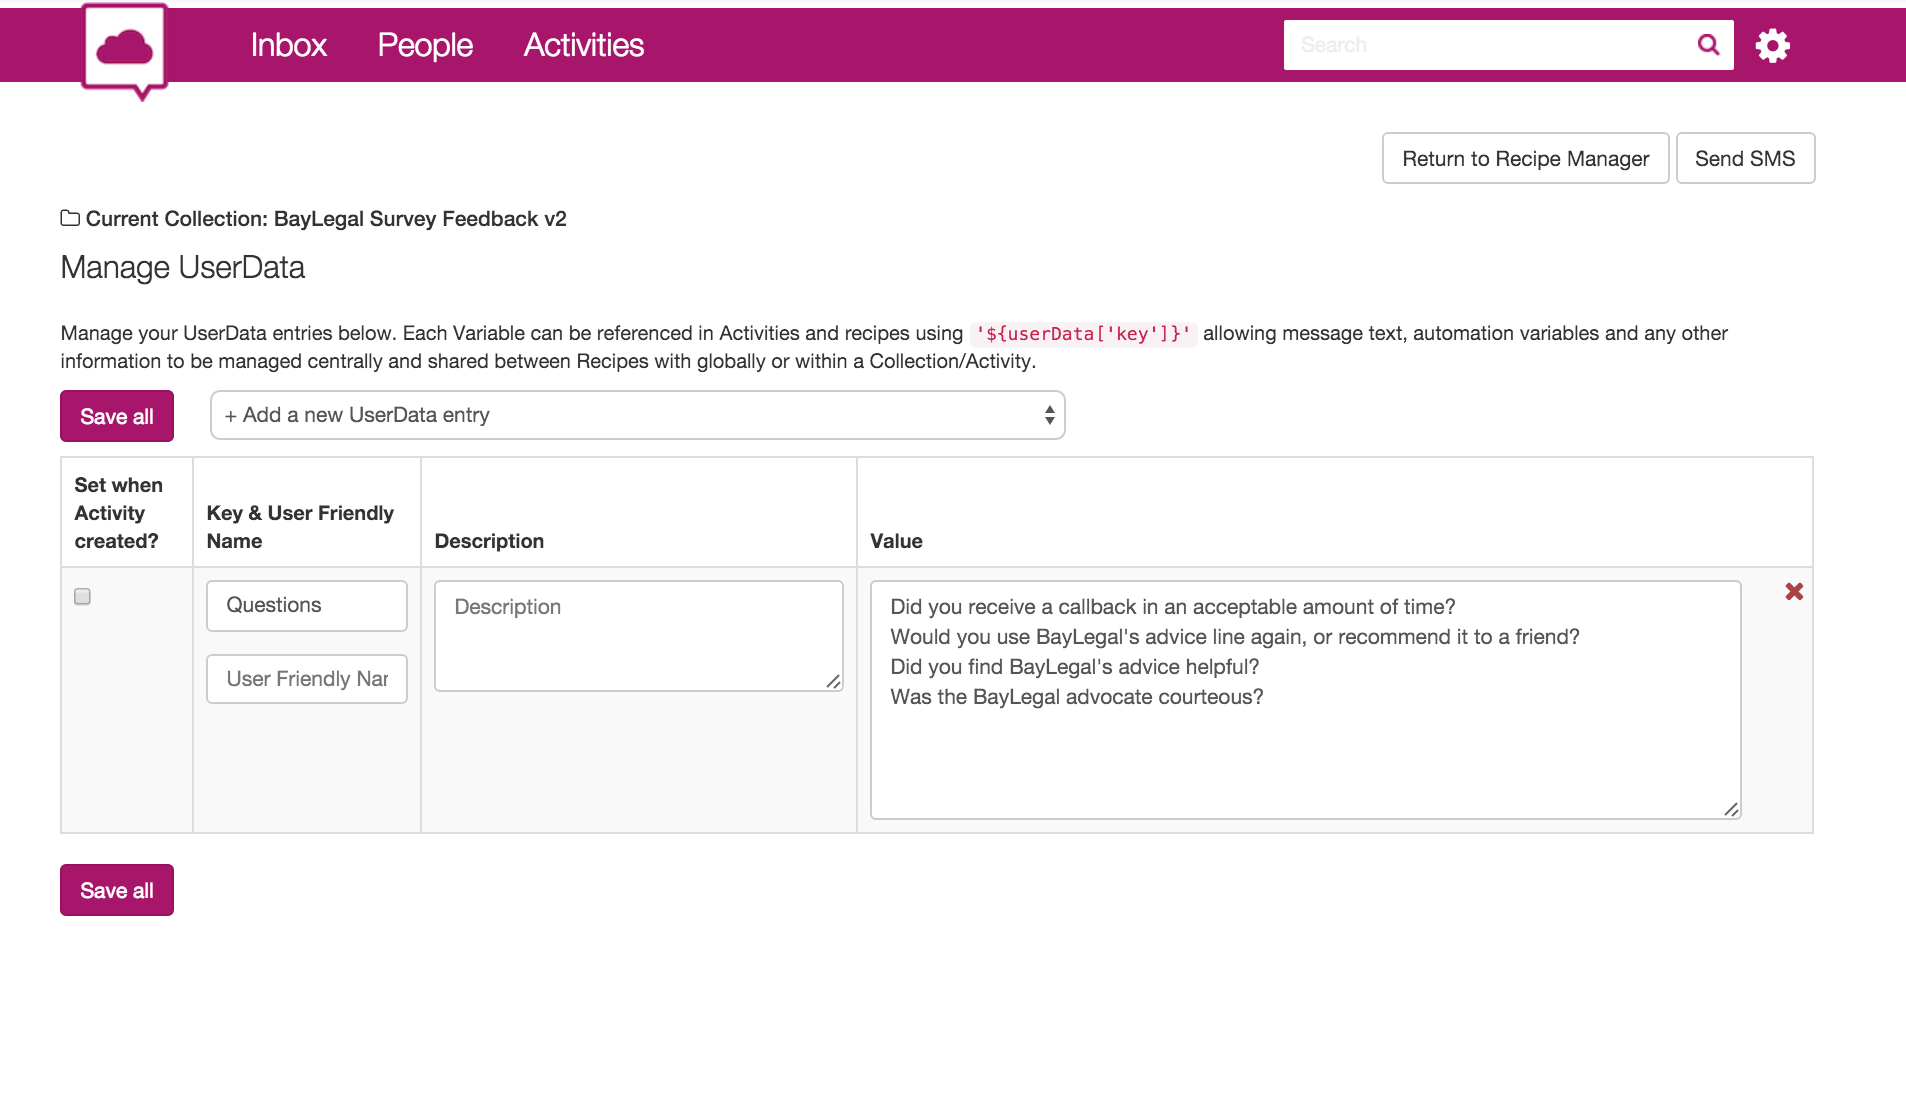 Inbox People Activities Search
Return to Recipe Manager Send SMS
Current Collection: BayLegal Survey Feedback v2
Manage UserData
Manage your UserData entries below. Each Variable can be referenced in Activities and recipes using '${userData['key']}' allowing message text, automation variables and any other
information to be managed centrally and shared between Recipes with globally or within a Collection/Activity.
Save all + Add a new UserData entry
Set when
Activity
created?
Key & User Friendly
Name
Description
Value
Questions
User Friendly Nar
Description
Did you receive a callback in an acceptable amount of time?
Would you use BayLegal's advice line again, or recommend it to a friend?
Did you find BayLegal's advice helpful?
Was the BayLegal advocate courteous?
Save all